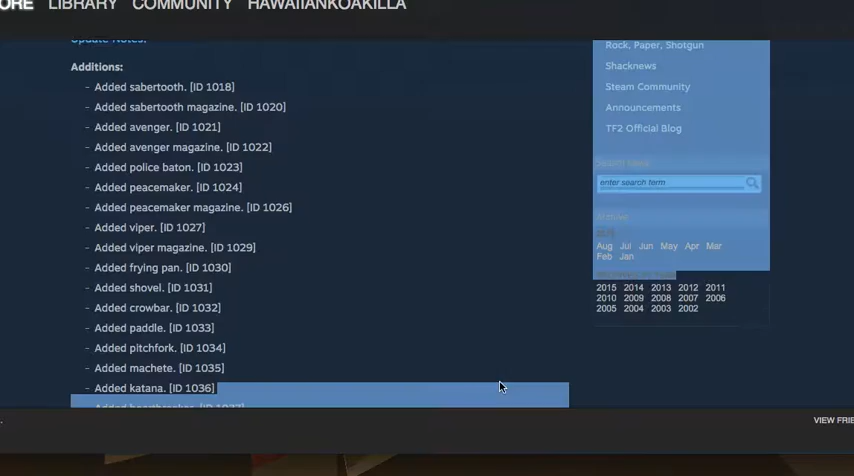 ORE LIBRARY COMMUNITY HAWAIIANKOAKILLA
Update Notes:
Additions:
- Added sabertooth. [ID 1018]
- Added sabertooth magazine. [ID 1020]
- Added avenger. [ID 1021]
- Added avenger magazine. [ID 1022]
- Added police baton. [ID 1023]
- Added peacemaker. [ID 1024]
- Added peacemaker magazine. [ID 1026]
- Added viper. [ID 1027]
- Added viper magazine. [ID 1029]
- Added frying pan. [ID 1030]
- Added shovel. [ID 1031]
- Added crowbar. [ID 1032]
- Added paddle. [ID 1033]
- Added pitchfork. [ID 1034]
- Added machete. [ID 1035]
- Added katana. [ID 1036]
Rock, Paper, Shotgun
Shacknews
Steam Community
Announcements
TF2 Official Blog
Search News
enter search term
Archive
Aug Jul Jun May Apr Mar
Feb Jan
2015 2014 2013 2012 2011
2010 2009 2008 2007 2006
2005 2004 2003 2002
VIEW FRIE